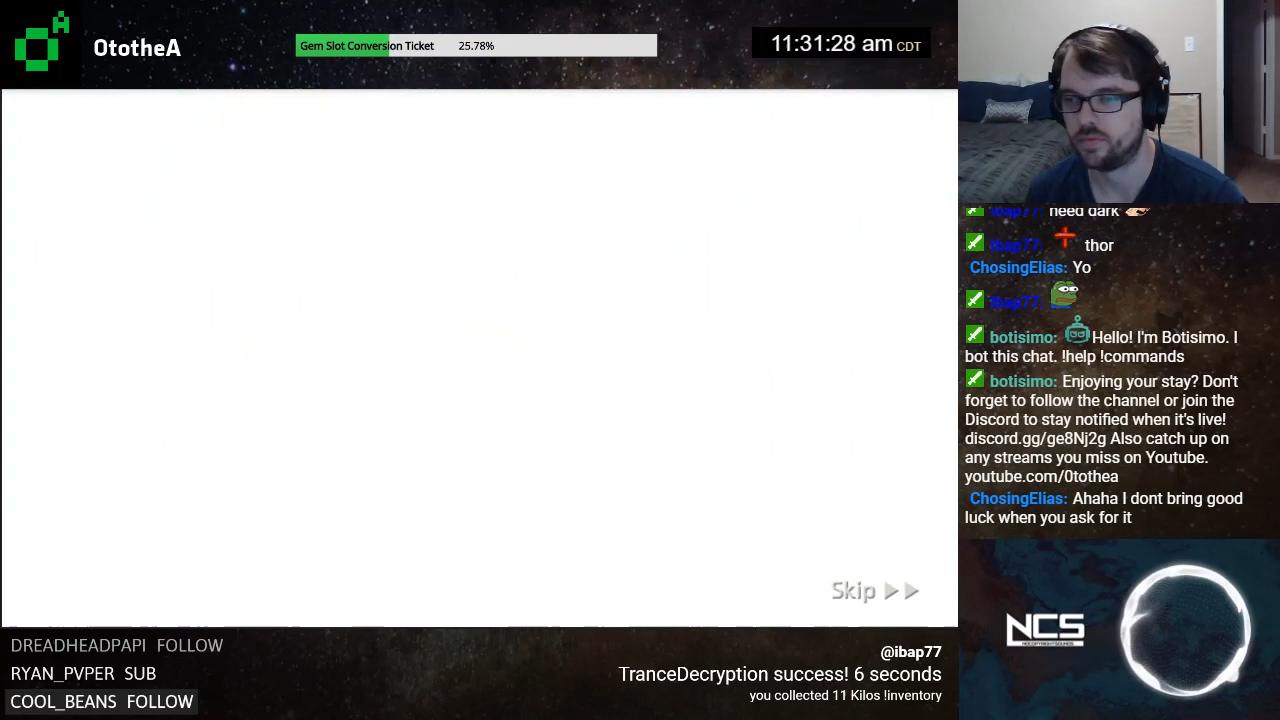 OtotheA
Gem Slot Conversion Ticket 25.78%
11:31:28 am CDT
ibap77: need dark
ibap77: thor
ChosingElias: Yo
ibap77:
botisimo: Hello! I'm Botisimo. I
bot this chat. !help !commands
botisimo: Enjoying your stay? Don't
forget to follow the channel or join the
Discord to stay notified when it's live!
discord.gg/ge8Nj2g Also catch up on
any streams you miss on Youtube.
youtube.com/0tothea
ChosingElias: Ahaha I dont bring good
luck when you ask for it
Skip
DREADHEADPAPI FOLLOW
RYAN_PVPER SUB
COOL_BEANS FOLLOW
@ibap77
TranceDecryption success! 6 seconds
you collected 11 Kilos !inventory
NCS
NOCOPYRIGHTSOUNDS